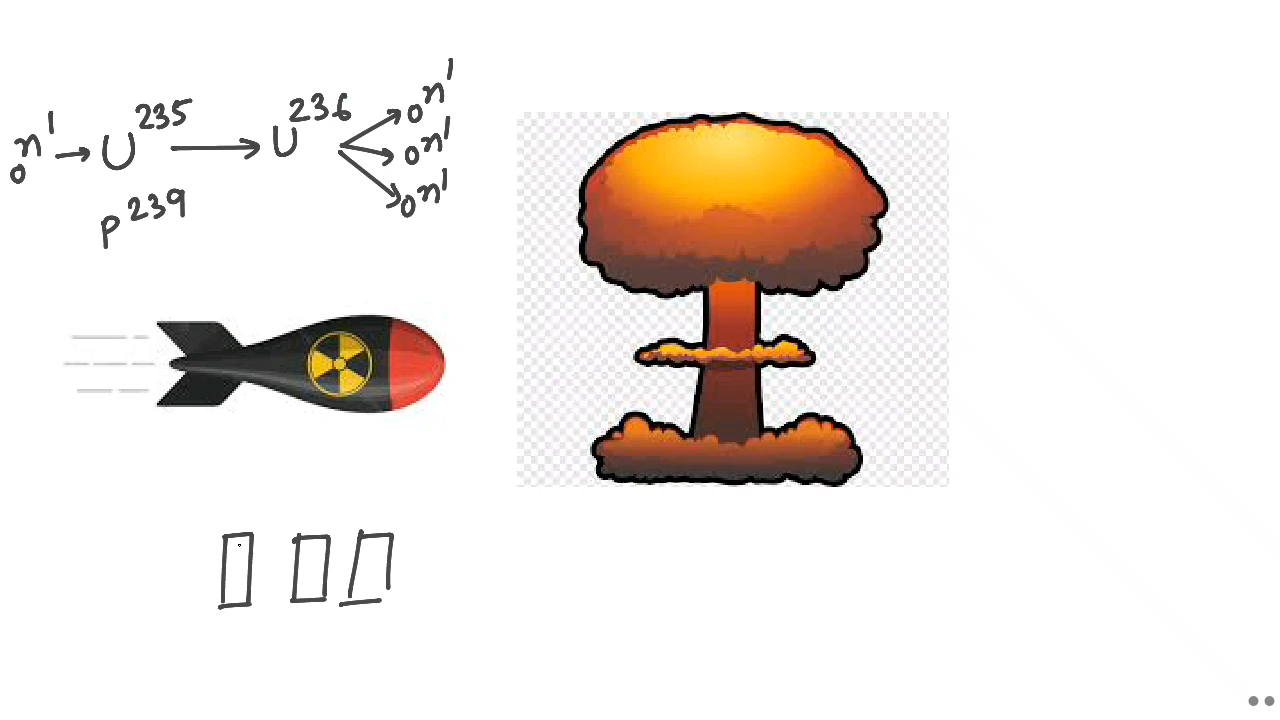 ₀n¹ → U²³⁵ → U²³⁶ → ₀n¹
₀n¹
₀n¹
p²³⁹